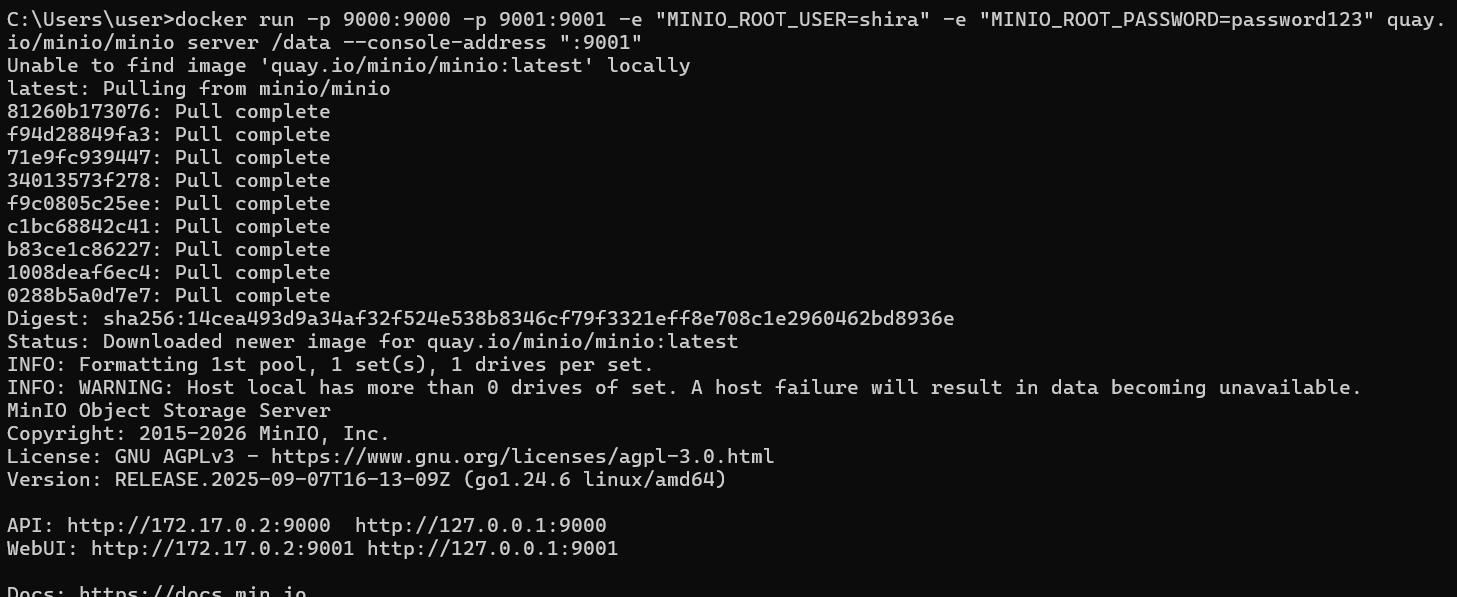 C:\Users\user>docker run -p 9000:9000 -p 9001:9001 -e "MINIO_ROOT_USER=shira" -e "MINIO_ROOT_PASSWORD=password123" quay.
io/minio/minio server /data --console-address ":9001"
Unable to find image 'quay.io/minio/minio:latest' locally
latest: Pulling from minio/minio
81260b173076: Pull complete
f94d28849fa3: Pull complete
71e9fc939447: Pull complete
34013573f278: Pull complete
f9c0805c25ee: Pull complete
c1bc68842c41: Pull complete
b83ce1c86227: Pull complete
1008deaf6ec4: Pull complete
0288b5a0d7e7: Pull complete
Digest: sha256:14cea493d9a34af32f524e538b8346cf79f3321eff8e708c1e2960462bd8936e
Status: Downloaded newer image for quay.io/minio/minio:latest
INFO: Formatting 1st pool, 1 set(s), 1 drives per set.
INFO: WARNING: Host local has more than 0 drives of set. A host failure will result in data becoming unavailable.
MinIO Object Storage Server
Copyright: 2015-2026 MinIO, Inc.
License: GNU AGPLv3 - https://www.gnu.org/licenses/agpl-3.0.html
Version: RELEASE.2025-09-07T16-13-09Z (go1.24.6 linux/amd64)
API: http://172.17.0.2:9000  http://127.0.0.1:9000
WebUI: http://172.17.0.2:9001 http://127.0.0.1:9001
Docs: https://docs.min.io